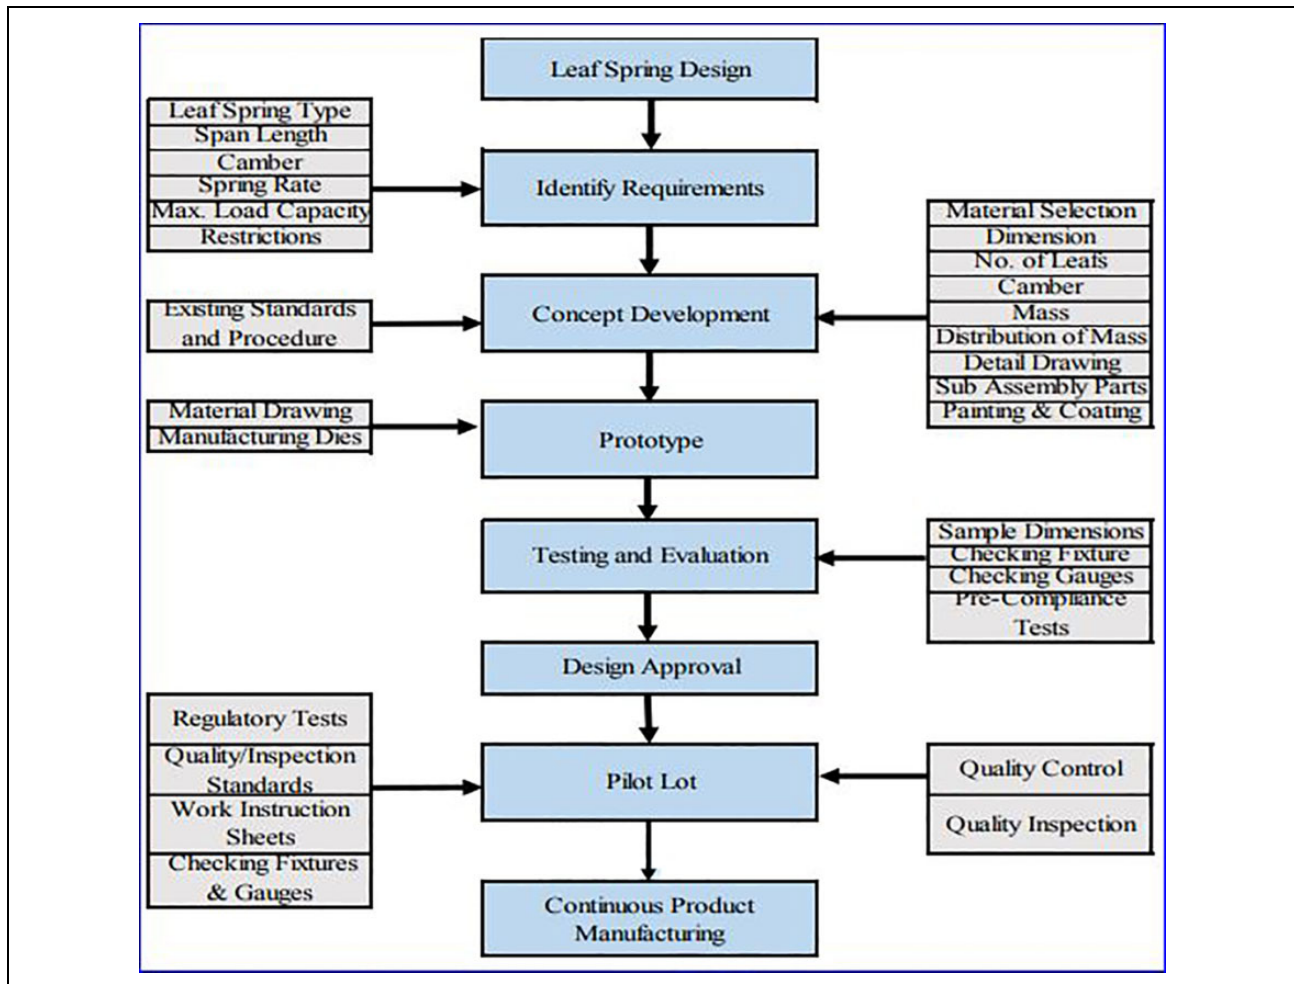 Leaf Spring Design
Leaf Spring Type
Span Length
Camber
Spring Rate
Max. Load Capacity
Restrictions
Identify Requirements
Material Selection
Dimension
No. of Leafs
Camber
Mass
Distribution of Mass
Detail Drawing
Sub Assembly Parts
Painting & Coating
Existing Standards
and Procedure
Concept Development
Material Drawing
Manufacturing Dies
Prototype
Testing and Evaluation
Sample Dimensions
Checking Fixture
Checking Gauges
Pre-Compliance
Tests
Design Approval
Regulatory Tests
Quality/Inspection
Standards
Work Instruction
Sheets
Checking Fixtures
& Gauges
Pilot Lot
Quality Control
Quality Inspection
Continuous Product
Manufacturing